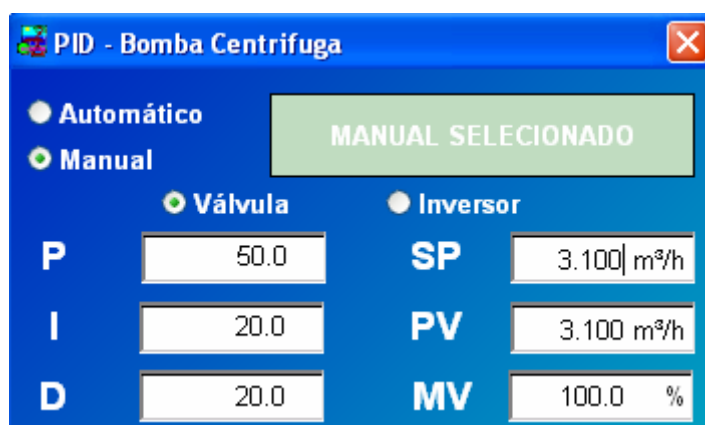 PID - Bomba Centrifuga
Automático
MANUAL SELECIONADO
Manual
Válvula Inversor
P 50.0 SP 3.100 m³/h
I 20.0 PV 3.100 m³/h
D 20.0 MV 100.0 %